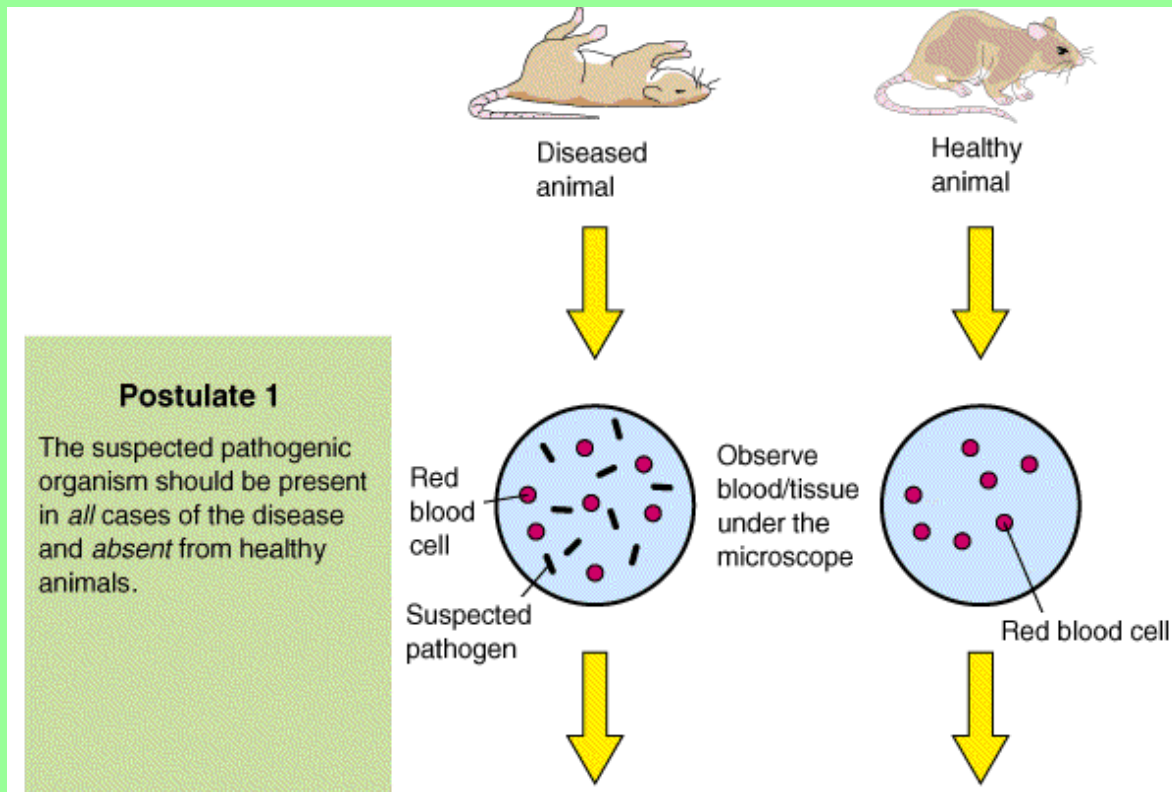 Diseased
animal
Healthy
animal
Postulate 1
The suspected pathogenic
organism should be present
in all cases of the disease
and absent from healthy
animals.
Red
blood
cell
Suspected
pathogen
Observe
blood/tissue
under the
microscope
Red blood cell